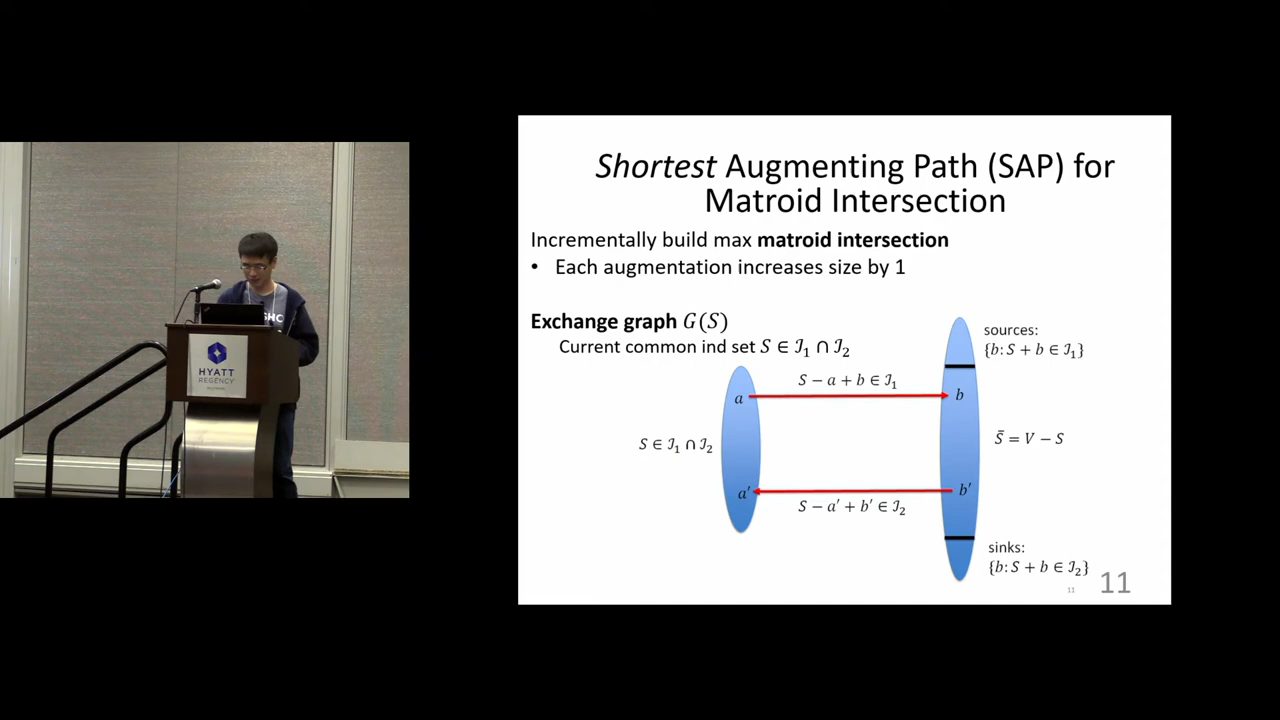 Shortest Augmenting Path (SAP) for
Matroid Intersection
Incrementally build max matroid intersection
• Each augmentation increases size by 1
Exchange graph G(S)
Current common ind set S ∈ ℐ₁ ∩ ℐ₂
sources:
{b: S + b ∈ ℐ₁}
S − a + b ∈ ℐ₁
a
b
S ∈ ℐ₁ ∩ ℐ₂
S̄ = V − S
a′
b′
S − a′ + b′ ∈ ℐ₂
sinks:
{b: S + b ∈ ℐ₂}
11
11
HYATT
REGENCY